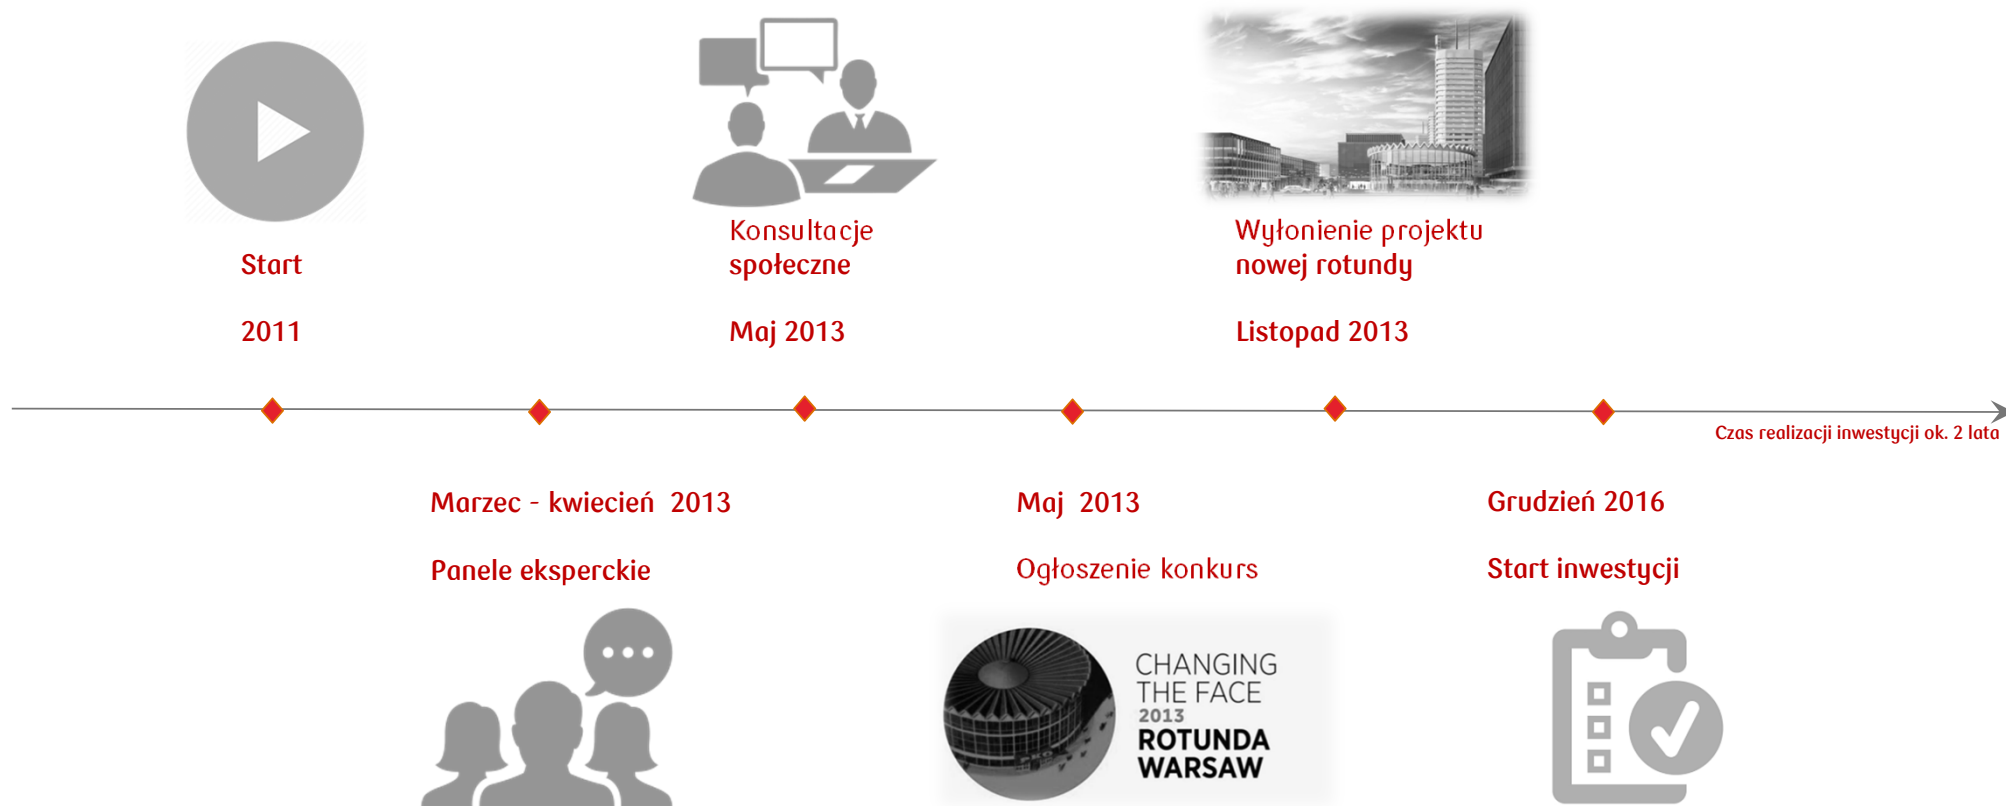 Start
2011
Konsultacje
społeczne
Maj 2013
Wyłonienie projektu
nowej rotundy
Listopad 2013
Czas realizacji inwestycji ok. 2 lata
Marzec - kwiecień 2013
Panele eksperckie
Maj 2013
Ogłoszenie konkurs
CHANGING
THE FACE
2013
ROTUNDA
WARSAW
PKO
Grudzień 2016
Start inwestycji